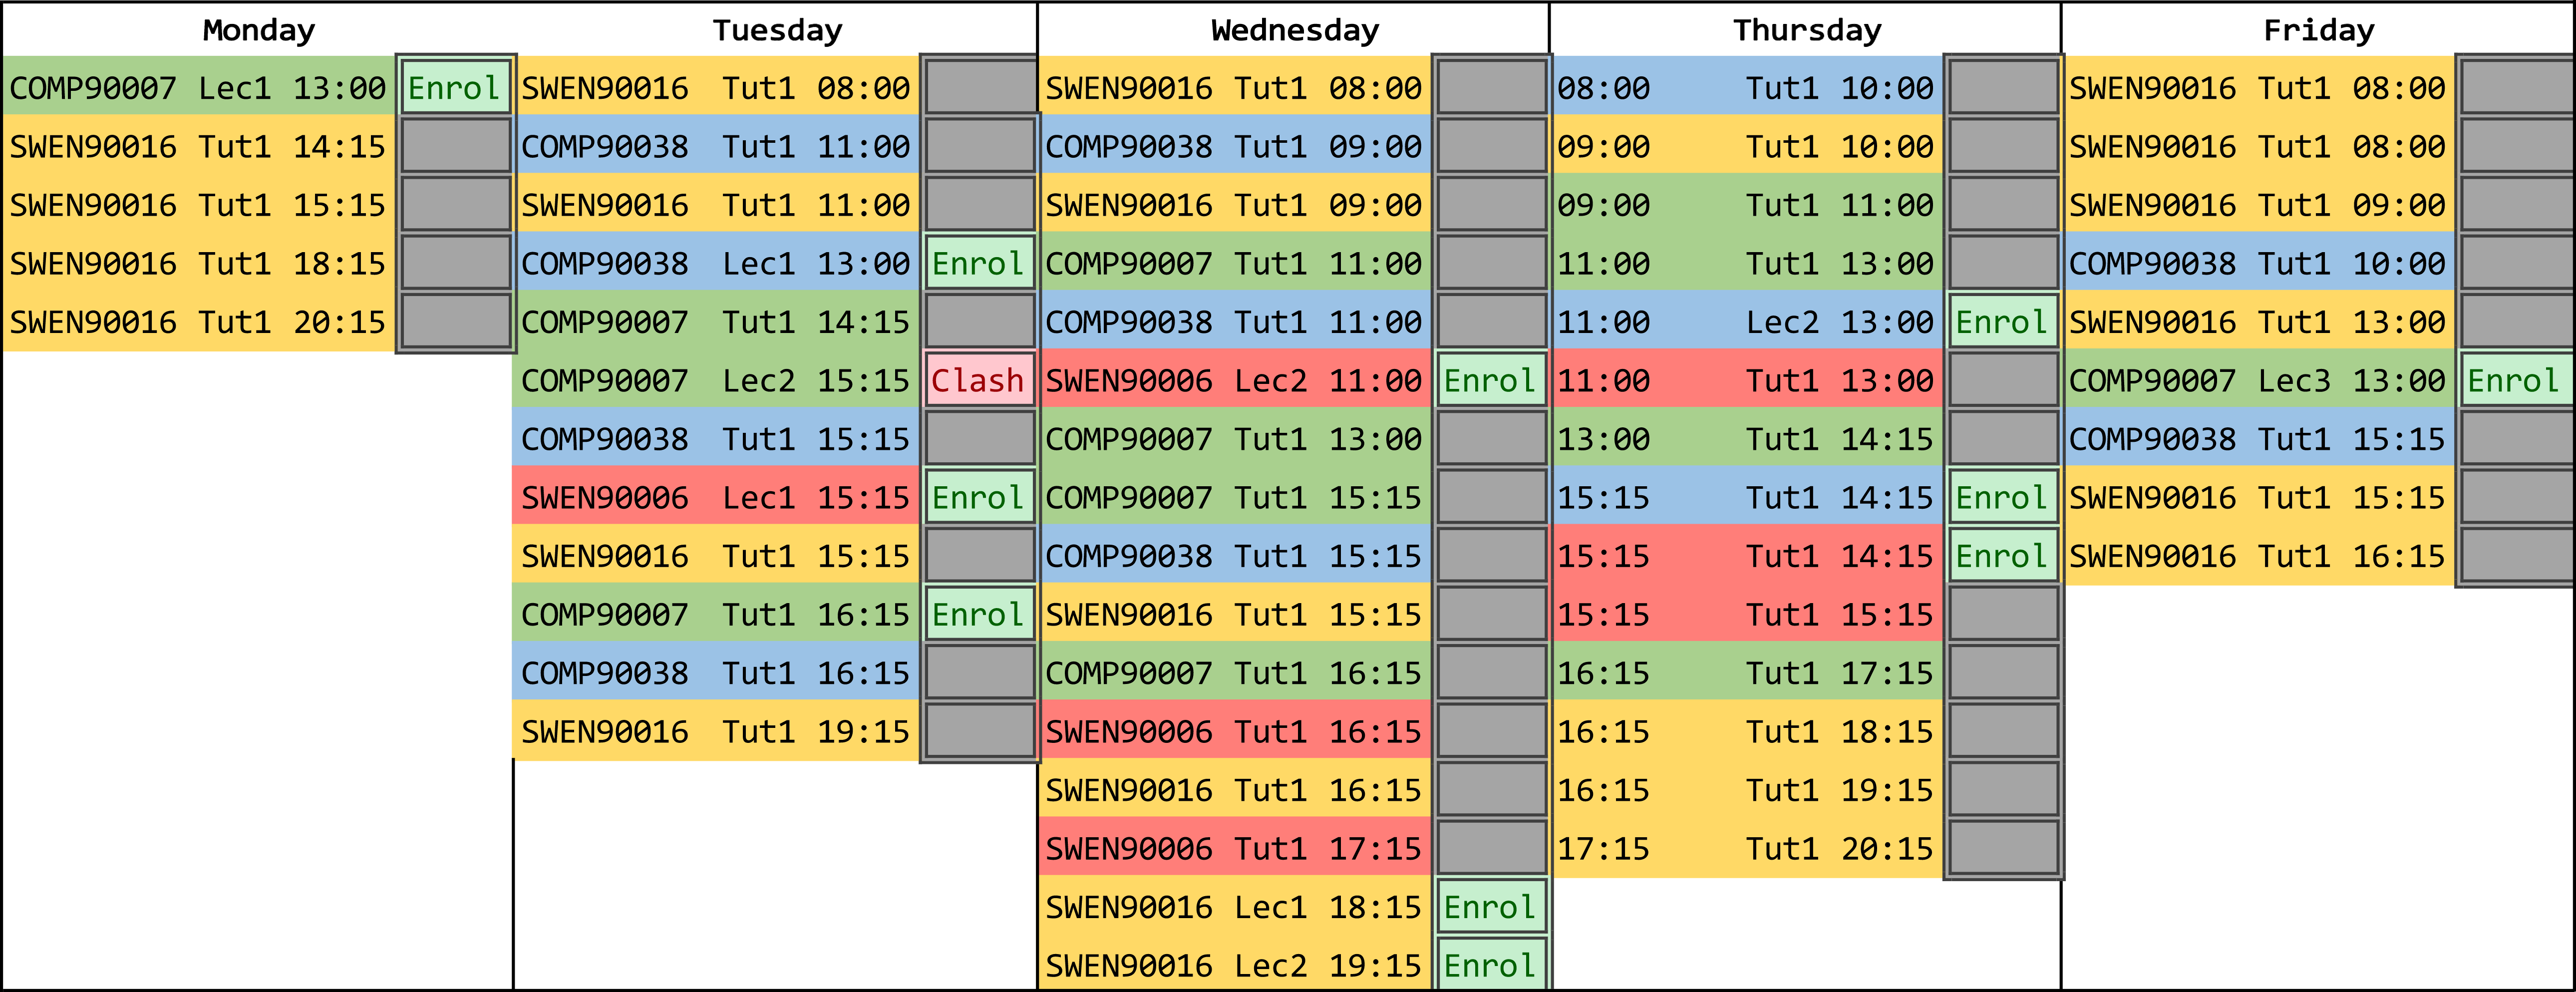 Monday Tuesday Wednesday Thursday Friday
COMP90007 Lec1 13:00 Enrol SWEN90016 Tut1 08:00 SWEN90016 Tut1 08:00 08:00 Tut1 10:00 SWEN90016 Tut1 08:00
SWEN90016 Tut1 14:15 COMP90038 Tut1 11:00 COMP90038 Tut1 09:00 09:00 Tut1 10:00 SWEN90016 Tut1 08:00
SWEN90016 Tut1 15:15 SWEN90016 Tut1 11:00 SWEN90016 Tut1 09:00 09:00 Tut1 11:00 SWEN90016 Tut1 09:00
SWEN90016 Tut1 18:15 COMP90038 Lec1 13:00 Enrol COMP90007 Tut1 11:00 11:00 Tut1 13:00 COMP90038 Tut1 10:00
SWEN90016 Tut1 20:15 COMP90007 Tut1 14:15 COMP90038 Tut1 11:00 11:00 Lec2 13:00 Enrol SWEN90016 Tut1 13:00
COMP90007 Lec2 15:15 Clash SWEN90006 Lec2 11:00 Enrol 11:00 Tut1 13:00 COMP90007 Lec3 13:00 Enrol
COMP90038 Tut1 15:15 COMP90007 Tut1 13:00 13:00 Tut1 14:15 COMP90038 Tut1 15:15
SWEN90006 Lec1 15:15 Enrol COMP90007 Tut1 15:15 15:15 Tut1 14:15 Enrol SWEN90016 Tut1 15:15
SWEN90016 Tut1 15:15 COMP90038 Tut1 15:15 15:15 Tut1 14:15 Enrol SWEN90016 Tut1 16:15
COMP90007 Tut1 16:15 Enrol SWEN90016 Tut1 15:15 15:15 Tut1 15:15
COMP90038 Tut1 16:15 COMP90007 Tut1 16:15 16:15 Tut1 17:15
SWEN90016 Tut1 19:15 SWEN90006 Tut1 16:15 16:15 Tut1 18:15
SWEN90016 Tut1 16:15 16:15 Tut1 19:15
SWEN90006 Tut1 17:15 17:15 Tut1 20:15
SWEN90016 Lec1 18:15 Enrol
SWEN90016 Lec2 19:15 Enrol